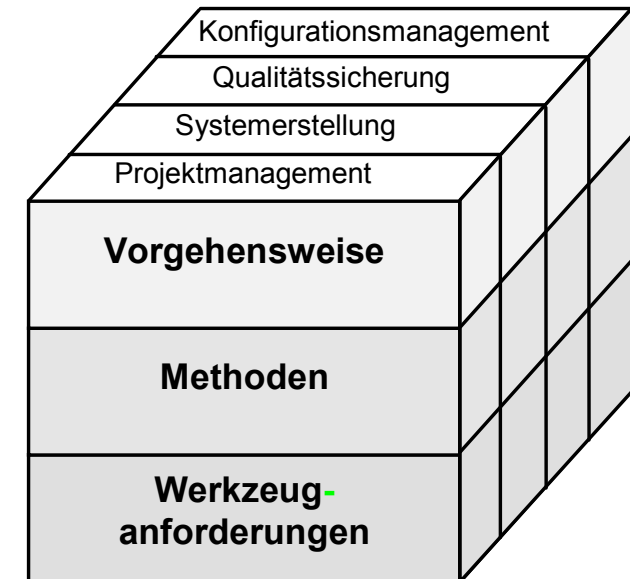 Konfigurationsmanagement
Qualitätssicherung
Systemerstellung
Projektmanagement
Vorgehensweise
Methoden
Werkzeug-
anforderungen